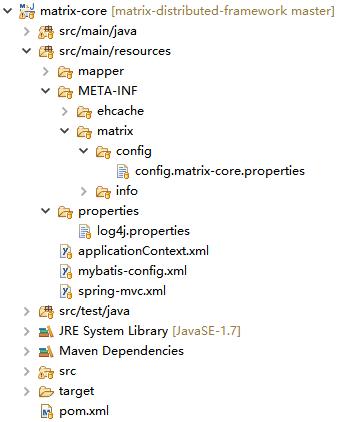 matrix-core [matrix-distributed-framework master]
src/main/java
src/main/resources
mapper
META-INF
ehcache
matrix
config
config.matrix-core.properties
info
properties
log4j.properties
applicationContext.xml
mybatis-config.xml
spring-mvc.xml
src/test/java
JRE System Library [JavaSE-1.7]
Maven Dependencies
src
target
pom.xml